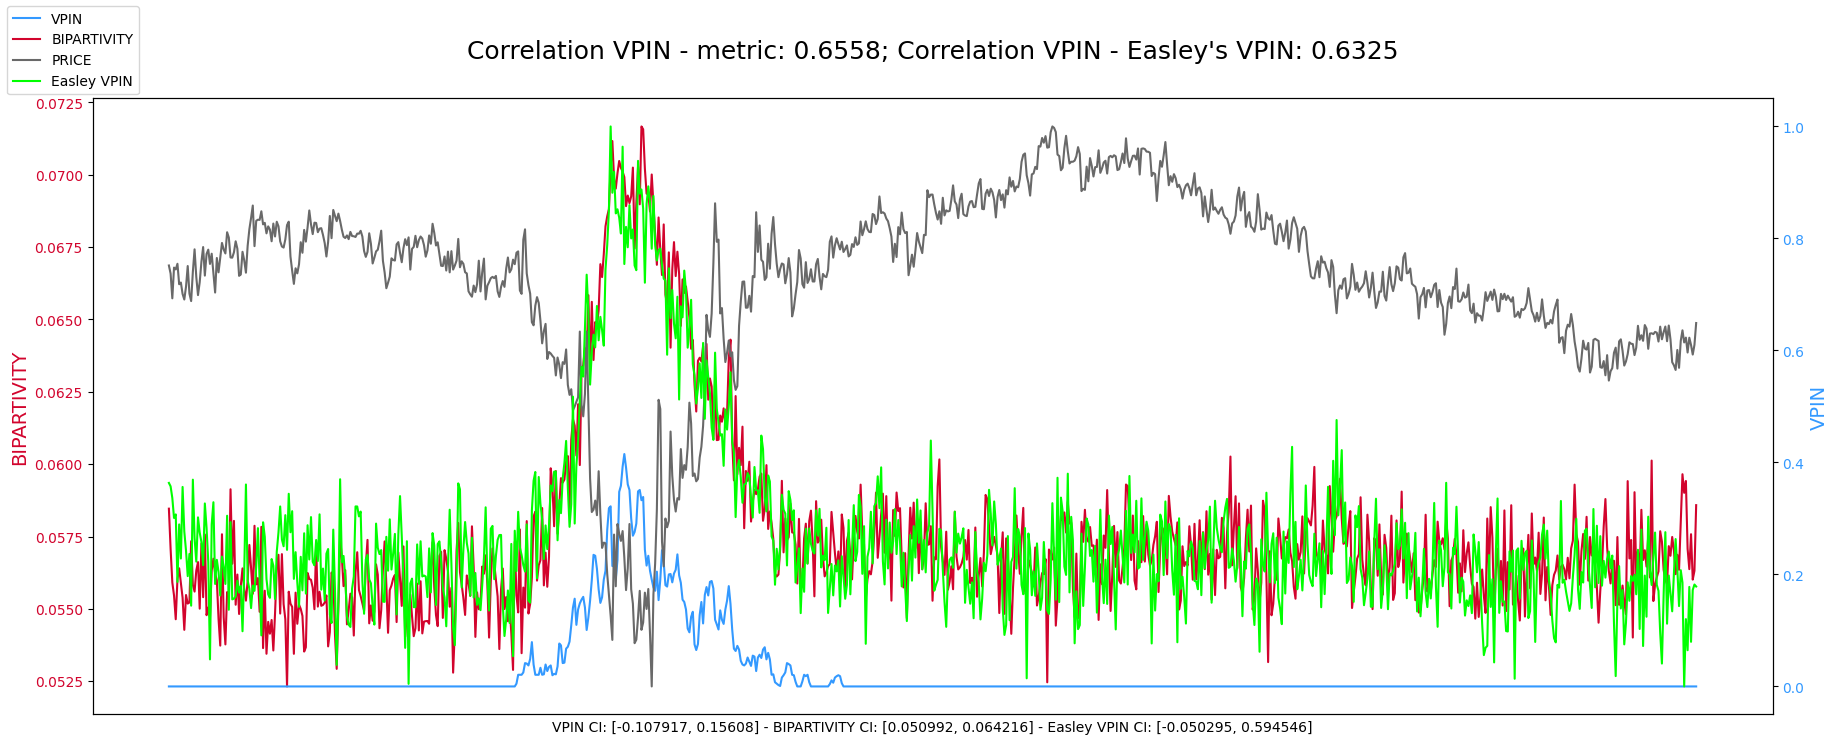 VPIN
BIPARTIVITY
PRICE
Easley VPIN
Correlation VPIN - metric: 0.6558; Correlation VPIN - Easley's VPIN: 0.6325
0.0725
0.0700
0.0675
0.0650
0.0625
0.0600
0.0575
0.0550
0.0525
BIPARTIVITY
1.0
0.8
0.6
0.4
0.2
0.0
VPIN
VPIN CI: [-0.107917, 0.15608] - BIPARTIVITY CI: [0.050992, 0.064216] - Easley VPIN CI: [-0.050295, 0.594546]